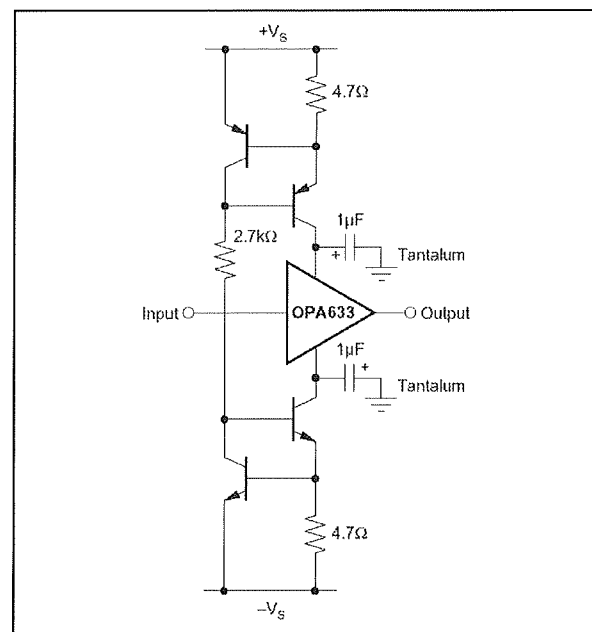 +VS
4.7Ω
2.7kΩ
1µF
+
Tantalum
Input
OPA633
Output
1µF
+
Tantalum
4.7Ω
–VS